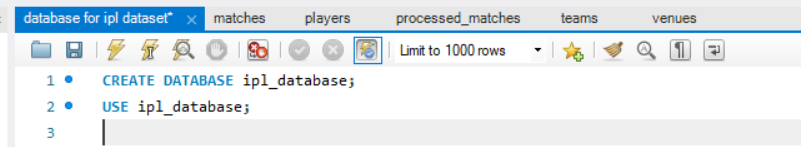 database for ipl dataset* matches players processed_matches teams venues
Limit to 1000 rows
1 CREATE DATABASE ipl_database;
2 USE ipl_database;
3